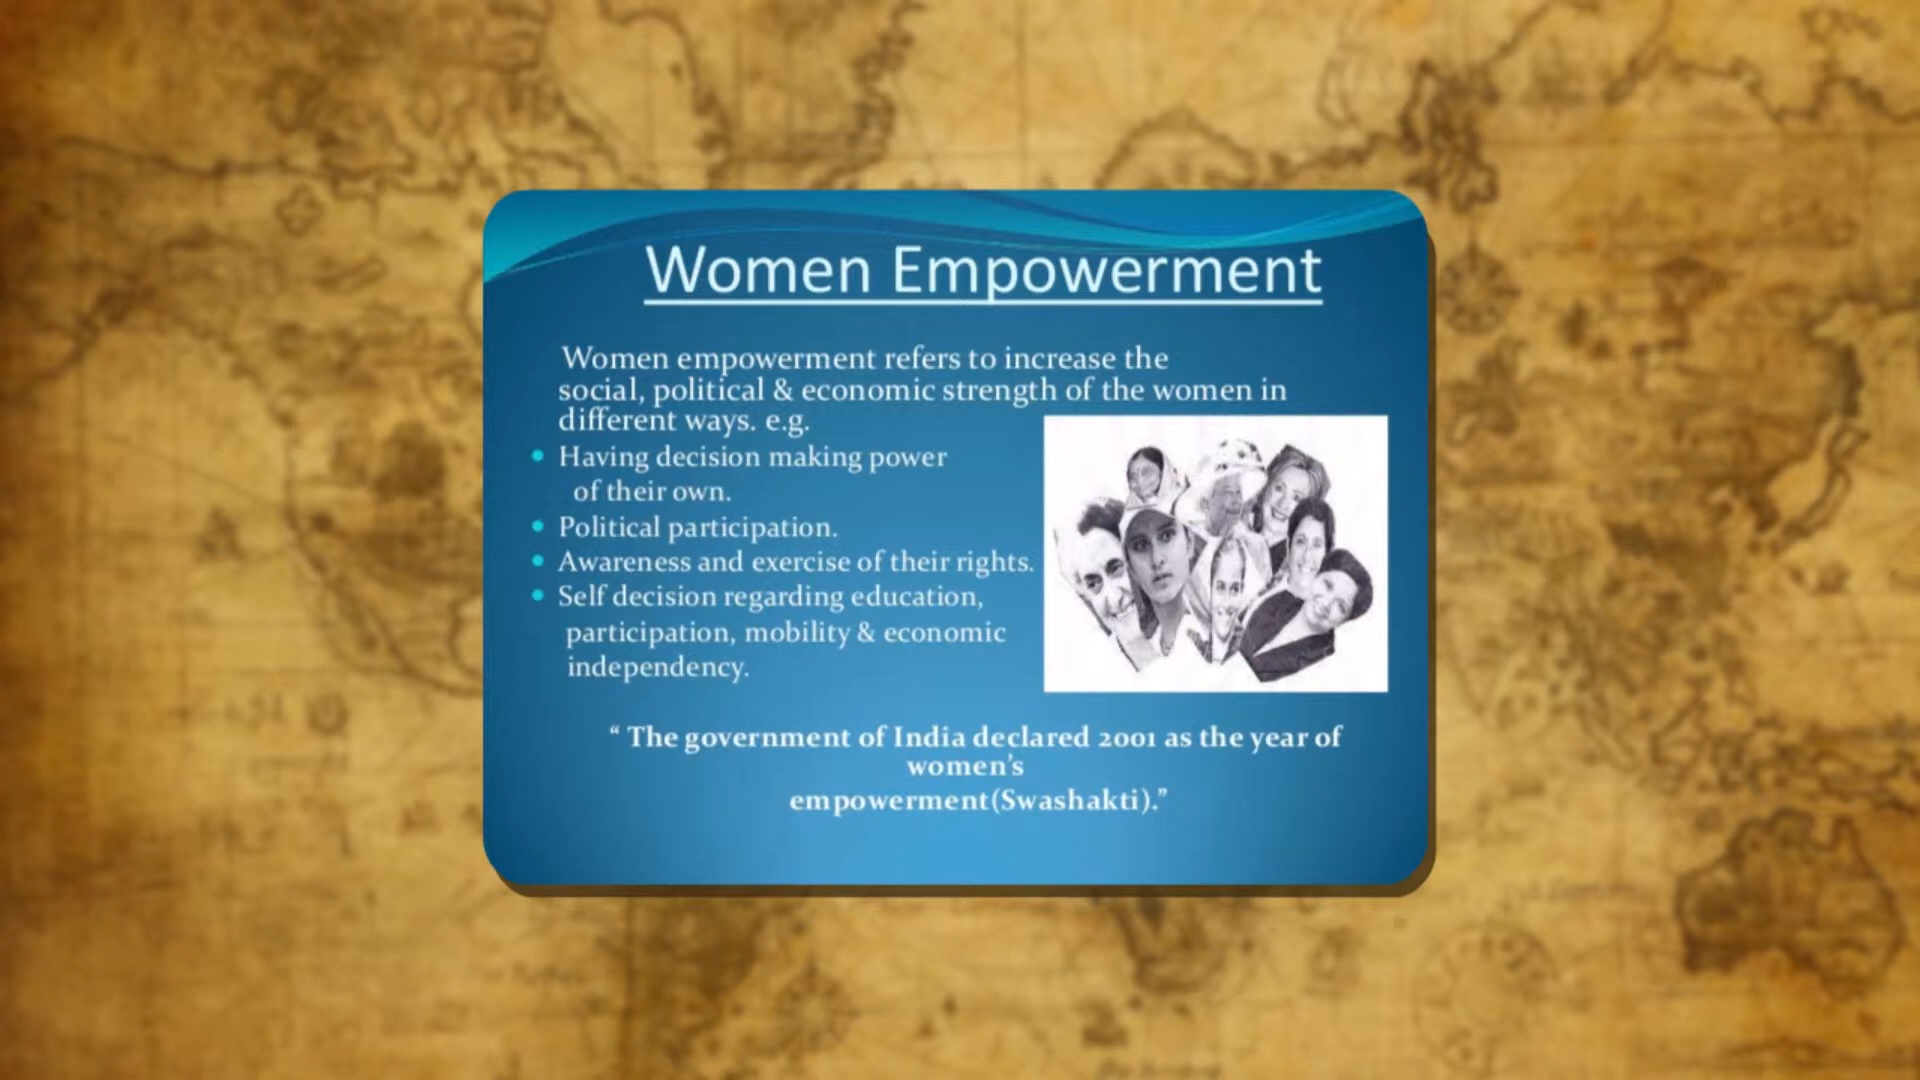 Women Empowerment
Women empowerment refers to increase the
social, political & economic strength of the women in
different ways. e.g.
• Having decision making power
of their own.
• Political participation.
• Awareness and exercise of their rights.
• Self decision regarding education,
participation, mobility & economic
independency.
“ The government of India declared 2001 as the year of
women’s
empowerment(Swashakti).”